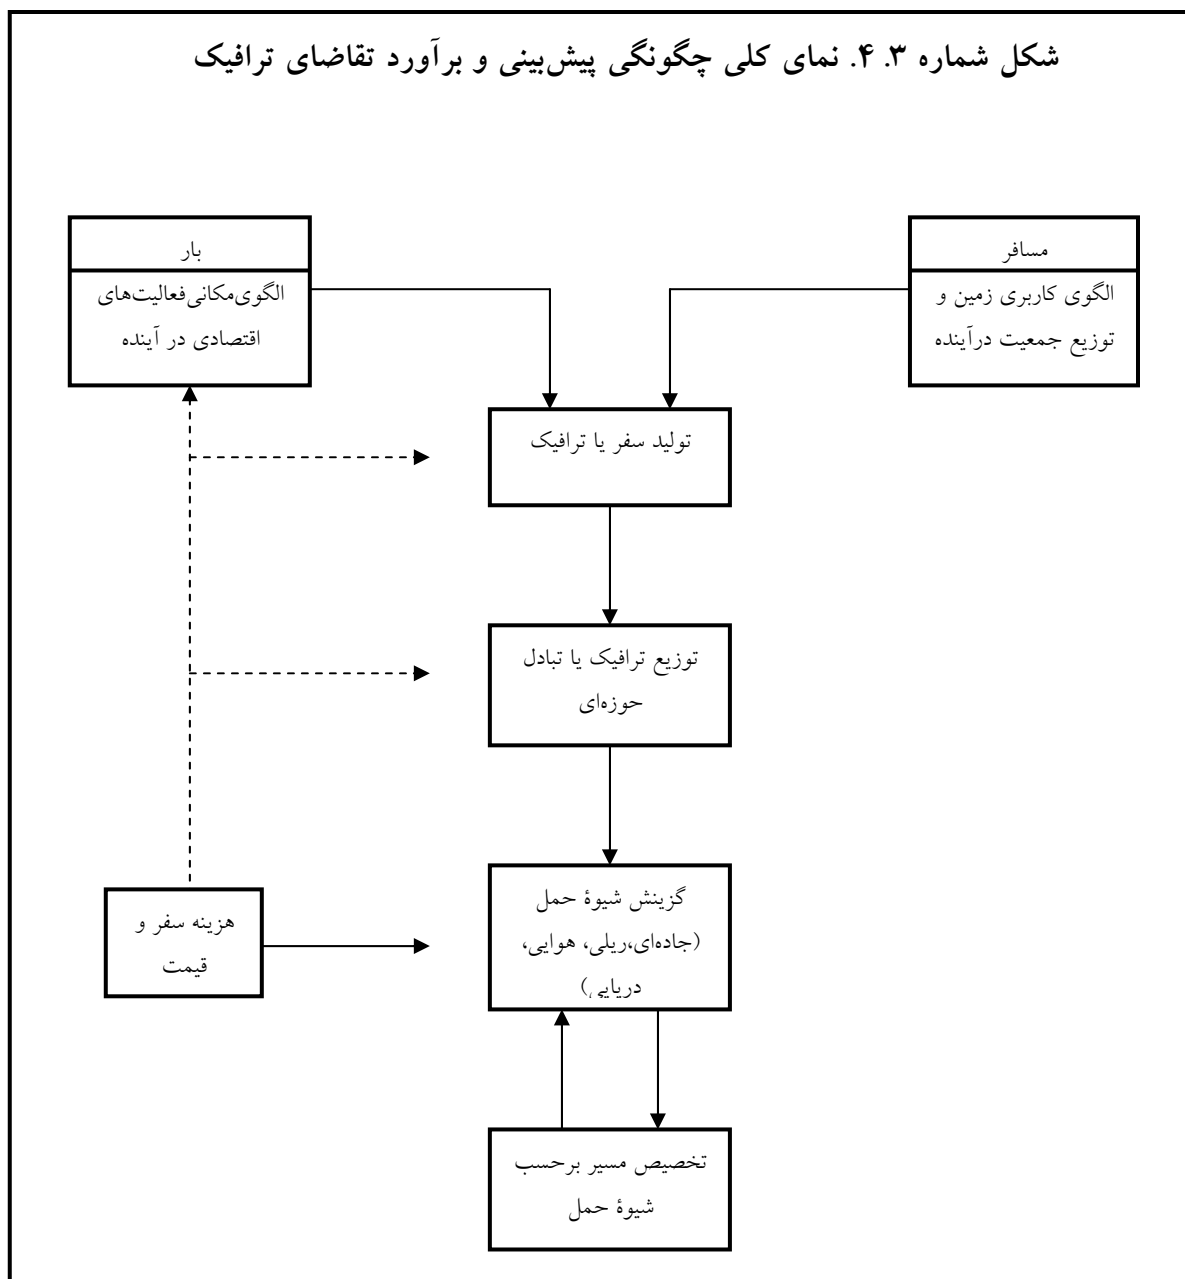 شکل شماره ۳. ۴. نمای کلی چگونگی پیش‌بینی و برآورد تقاضای ترافیک
مسافر
الگوی کاربری زمین و
توزیع جمعیت درآینده
بار
الگوی‌مکانی‌فعالیت‌های
اقتصادی در آینده
تولید سفر یا ترافیک
توزیع ترافیک یا تبادل
حوزه‌ای
گزینش شیوۀ حمل
(جاده‌ای،ریلی، هوایی،
دریایی)
هزینه سفر و
قیمت
تخصیص مسیر برحسب
شیوۀ حمل